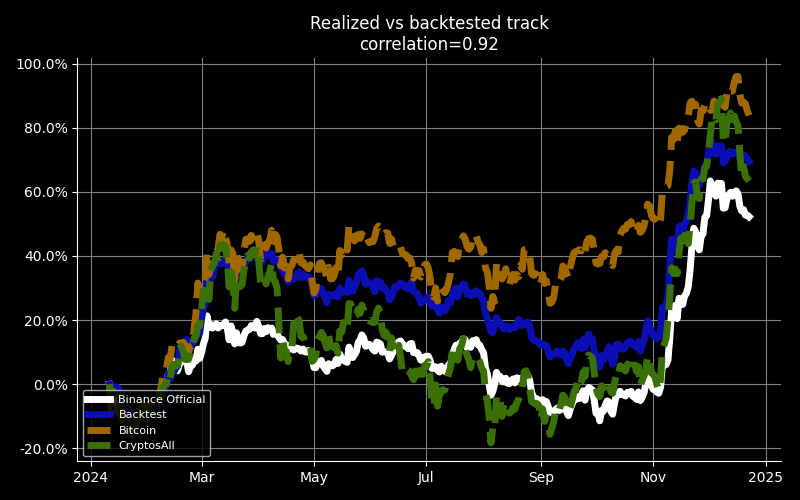 Realized vs backtested track
correlation=0.92
100.0%
80.0%
60.0%
40.0%
20.0%
0.0%
-20.0%
Binance Official
Backtest
Bitcoin
CryptosAll
2024
Mar
May
Jul
Sep
Nov
2025